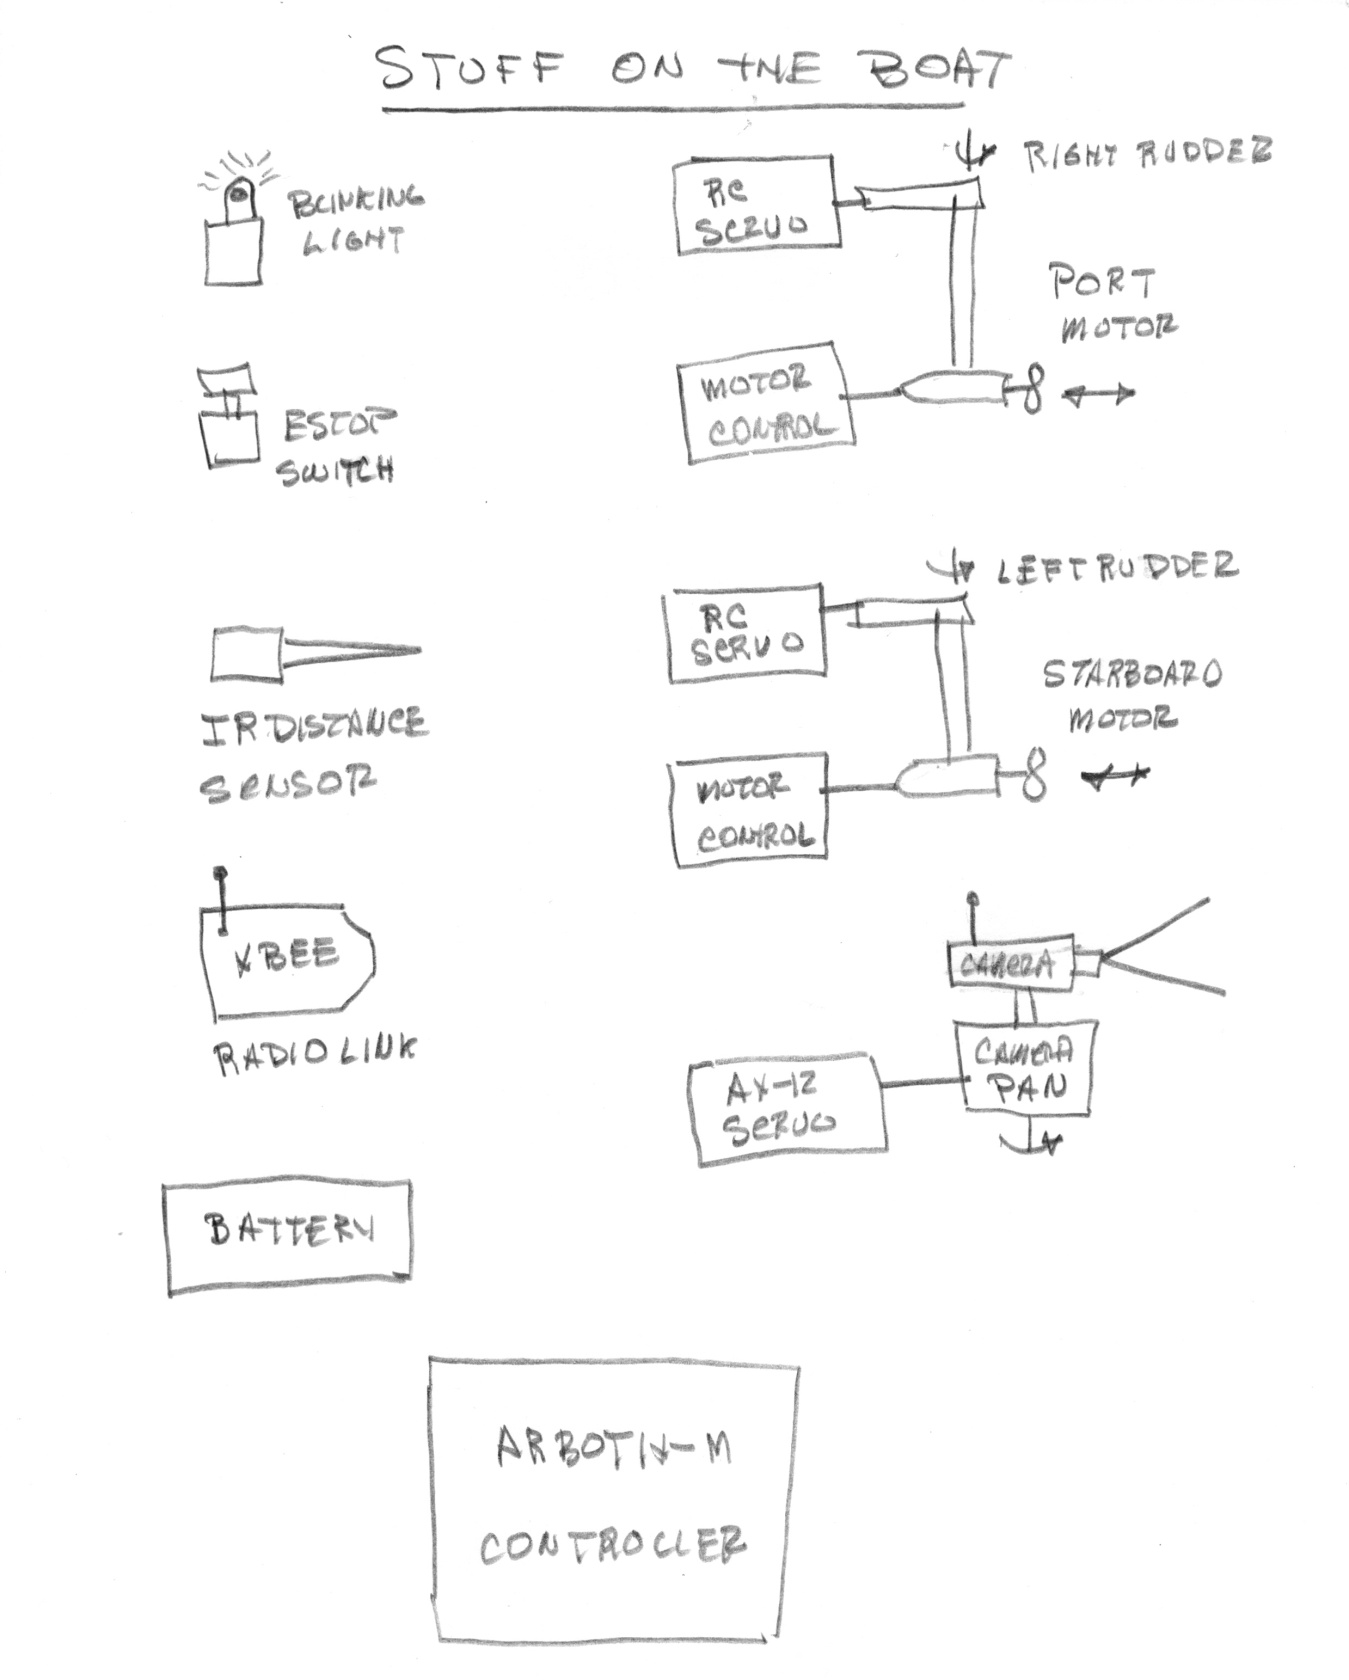 STUFF ON THE BOAT
BLINKING
LIGHT
ESTOP
SWITCH
IR DISTANCE
SENSOR
XBEE
RADIO LINK
BATTERY
RC
SERVO
RIGHT RUDDER
PORT
MOTOR
MOTOR
CONTROL
RC
SERVO
LEFT RUDDER
STARBOARD
MOTOR
MOTOR
CONTROL
CAMERA
CAMERA
PAN
AX-12
SERVO
ARBOTIX-M
CONTROLLER